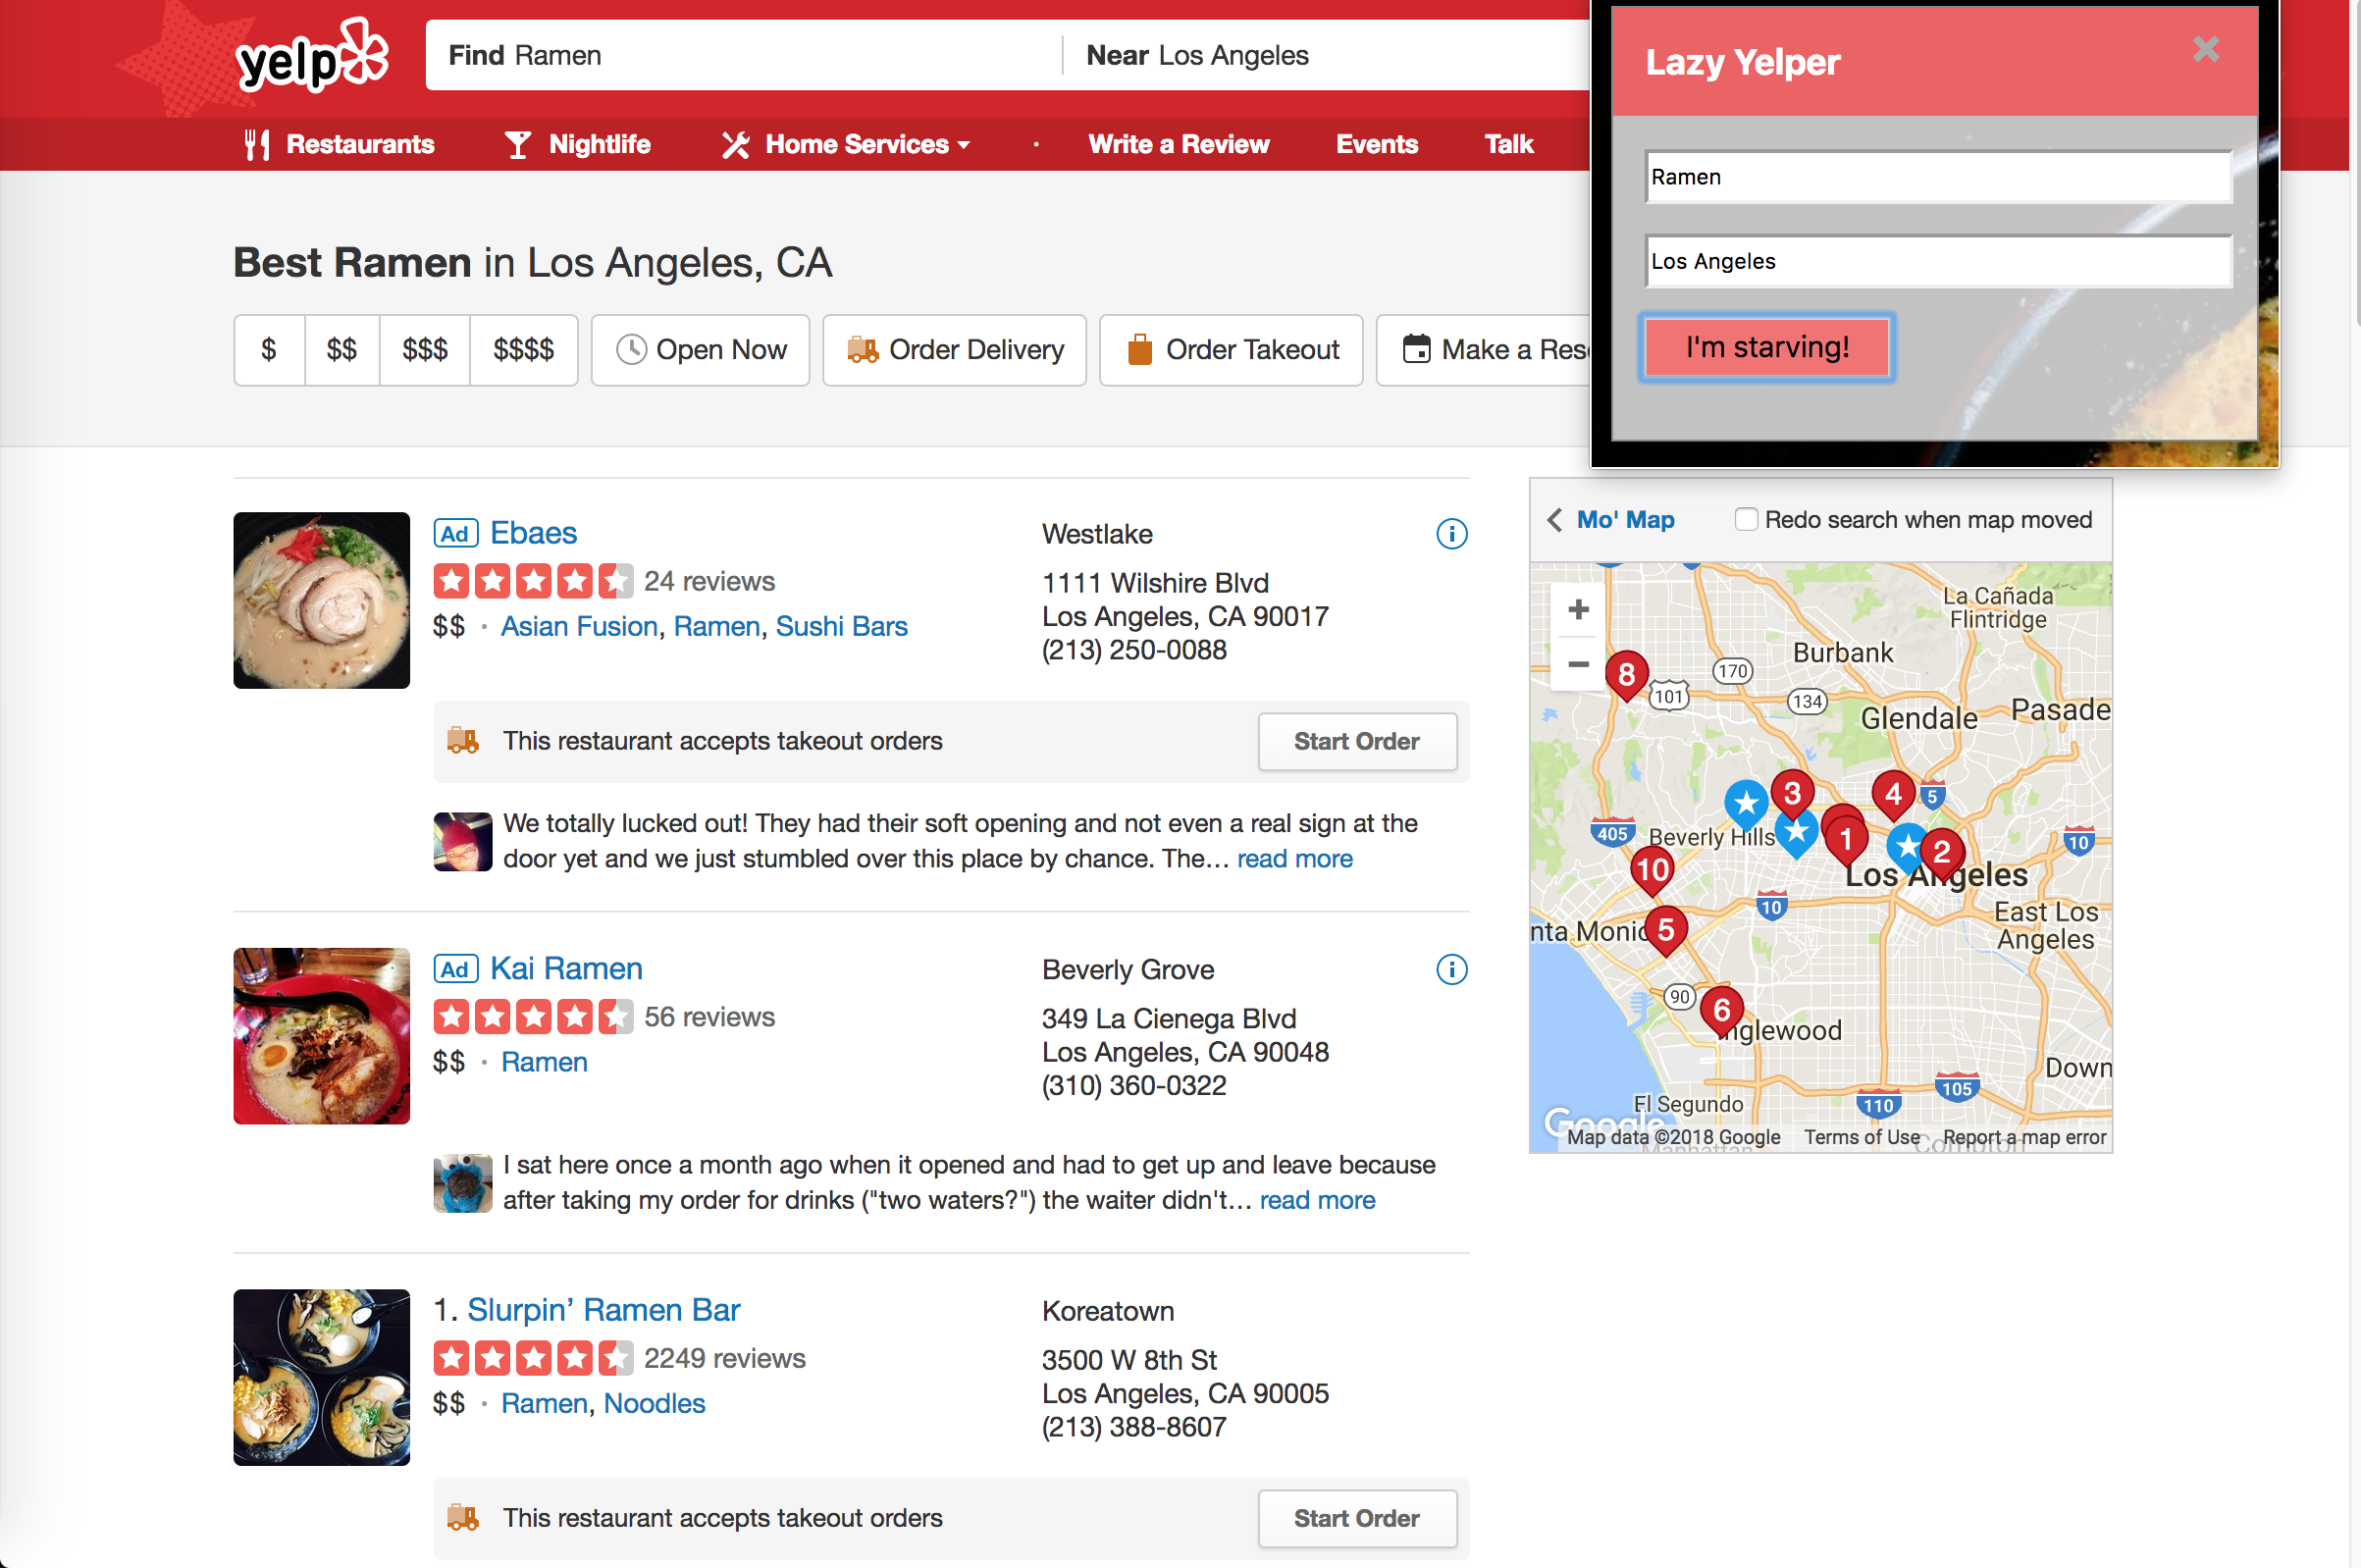 yelp
Find Ramen
Near Los Angeles
Restaurants
Nightlife
Home Services
Write a Review
Events
Talk
Lazy Yelper
Ramen
Los Angeles
I'm starving!
Best Ramen in Los Angeles, CA
$
$$
$$$
$$$$
Open Now
Order Delivery
Order Takeout
Make a Res
Ad Ebaes
24 reviews
$$ · Asian Fusion, Ramen, Sushi Bars
Westlake
1111 Wilshire Blvd
Los Angeles, CA 90017
(213) 250-0088
This restaurant accepts takeout orders
Start Order
We totally lucked out! They had their soft opening and not even a real sign at the
door yet and we just stumbled over this place by chance. The… read more
Ad Kai Ramen
56 reviews
$$ · Ramen
Beverly Grove
349 La Cienega Blvd
Los Angeles, CA 90048
(310) 360-0322
I sat here once a month ago when it opened and had to get up and leave because
after taking my order for drinks ("two waters?") the waiter didn't… read more
1. Slurpin’ Ramen Bar
2249 reviews
$$ · Ramen, Noodles
Koreatown
3500 W 8th St
Los Angeles, CA 90005
(213) 388-8607
This restaurant accepts takeout orders
Start Order
Mo' Map
Redo search when map moved
+
−
La Cañada
Flintridge
Burbank
8
170
101
134
Glendale
Pasade
3
4
5
405
Beverly Hills
1
2
10
10
Los Angeles
10
East Los
Angeles
nta Monic
5
90
6
nglewood
Down
105
110
El Segundo
Google
Map data ©2018 Google
Terms of Use
Report a map error
Manhattan
Compton